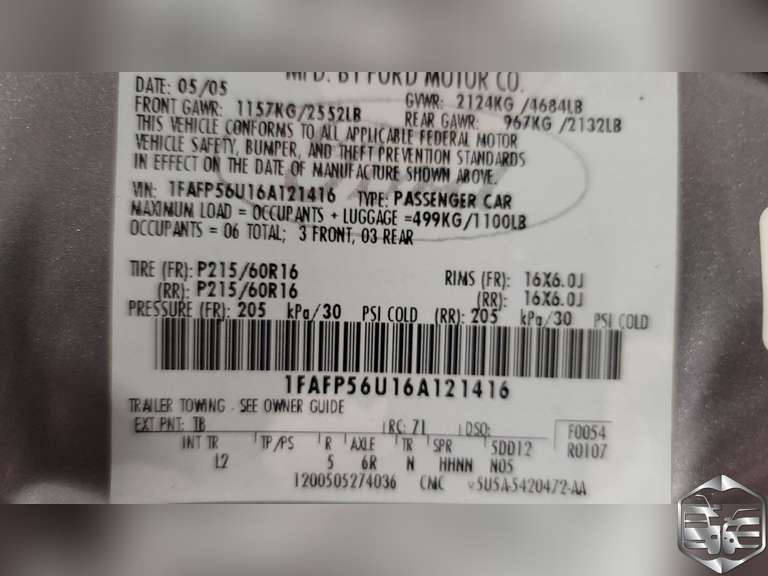 MFD. BY FORD MOTOR CO.
DATE: 05/05
GVWR: 2124KG /4684LB
FRONT GAWR: 1157KG/2552LB
REAR GAWR: 967KG /2132LB
THIS VEHICLE CONFORMS TO ALL APPLICABLE FEDERAL MOTOR
VEHICLE SAFETY, BUMPER, AND THEFT PREVENTION STANDARDS
IN EFFECT ON THE DATE OF MANUFACTURE SHOWN ABOVE.
VIN: 1FAFP56U16A121416 TYPE: PASSENGER CAR
MAXIMUM LOAD = OCCUPANTS + LUGGAGE =499KG/1100LB
OCCUPANTS = 06 TOTAL; 3 FRONT, 03 REAR
TIRE (FR): P215/60R16 RIMS (FR): 16X6.0J
(RR): P215/60R16 (RR): 16X6.0J
PRESSURE (FR): 205 kPa/30 PSI COLD (RR): 205 kPa/30 PSI COLD
1FAFP56U16A121416
TRAILER TOWING - SEE OWNER GUIDE
EXT PNT: TB RC: 71 DSO: F0054
INT TR TP/PS R AXLE TR SPR 5DD12 R0107
L2 5 6R N HHNN N05
1200505274036 CMC v5U5A-5420472-AA